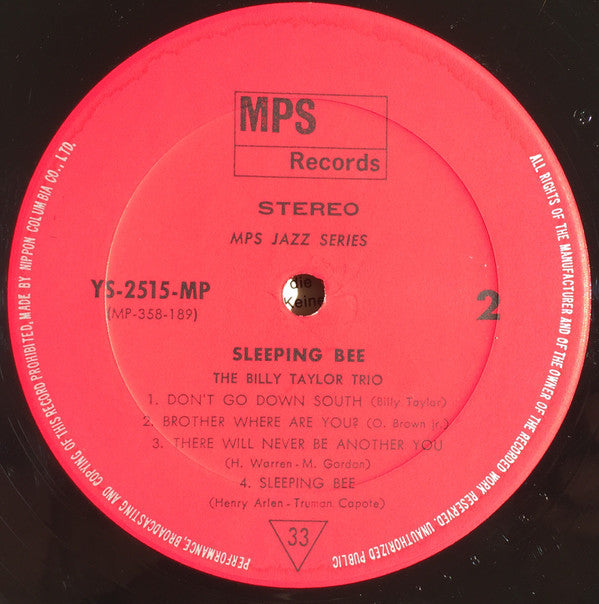 MPS
Records
STEREO
MPS JAZZ SERIES
YS-2515-MP
(MP-358-189)
2
die
Keine
SLEEPING BEE
THE BILLY TAYLOR TRIO
1. DON'T GO DOWN SOUTH (Billy Taylor)
2. BROTHER WHERE ARE YOU? (O. Brown Jr.)
3. THERE WILL NEVER BE ANOTHER YOU
(H. Warren - M. Gordon)
4. SLEEPING BEE
(Henry Arlen - Truman Capote)
33
ALL RIGHTS OF THE MANUFACTURER AND OF THE OWNER OF THE RECORDED WORK RESERVED. UNAUTHORIZED PUBLIC
PERFORMANCE, BROADCASTING AND COPYING OF THIS RECORD PROHIBITED, MADE BY NIPPON COLUMBIA CO., LTD.